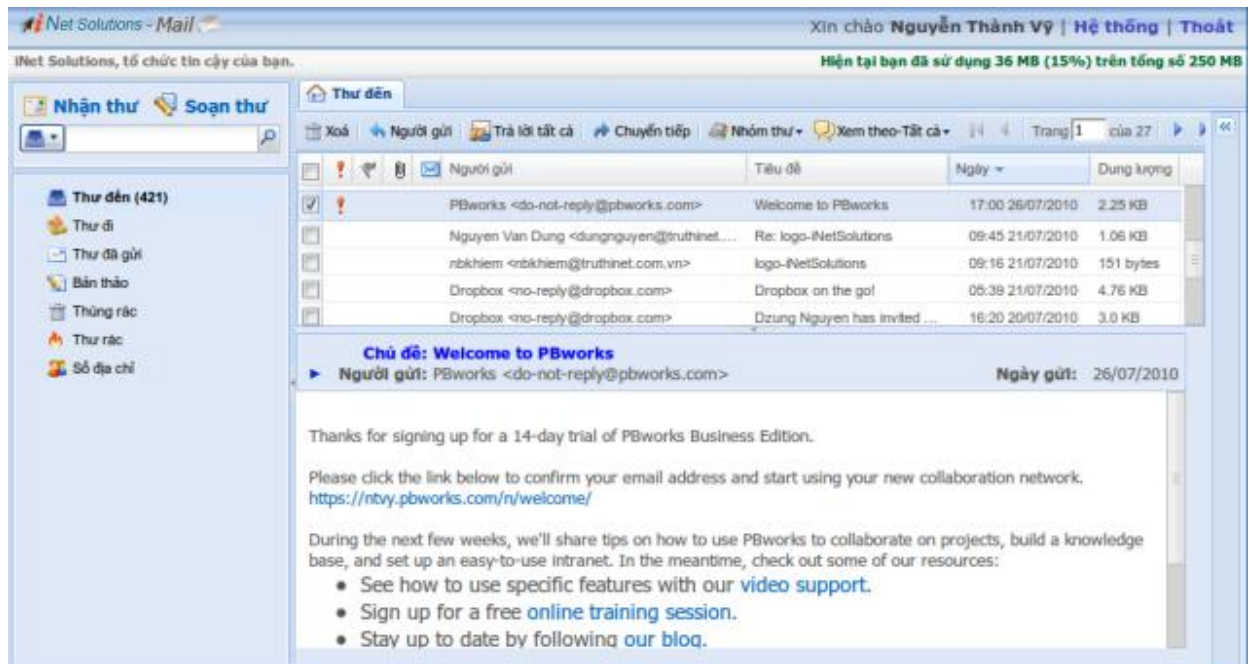 iNet Solutions - Mail
Xin chào Nguyễn Thành Vỹ | Hệ thống | Thoát
iNet Solutions, tổ chức tin cậy của bạn.
Hiện tại bạn đã sử dụng 36 MB (15%) trên tổng số 250 MB
Nhận thư Soạn thư
Thư đến (421)
Thư đi
Thư đã gửi
Bản thảo
Thùng rác
Thư rác
Sổ địa chỉ
Thư đến
Xoá Người gửi Trả lời tất cả Chuyển tiếp Nhóm thư Xem theo-Tất cả Trang 1 của 27
Người gửi Tiêu đề Ngày Dung lượng
PBworks <do-not-reply@pbworks.com> Welcome to PBworks 17:00 26/07/2010 2.25 KB
Nguyen Van Dung <dungnguyen@truthinet.... Re: logo-iNetSolutions 09:45 21/07/2010 1.06 KB
nbkhiem <nbkhiem@truthinet.com.vn> logo-iNetSolutions 09:16 21/07/2010 151 bytes
Dropbox <no-reply@dropbox.com> Dropbox on the go! 05:39 21/07/2010 4.76 KB
Dropbox <no-reply@dropbox.com> Dzung Nguyen has invited ... 16:20 20/07/2010 3.0 KB
Chủ đề: Welcome to PBworks
Người gửi: PBworks <do-not-reply@pbworks.com> Ngày gửi: 26/07/2010
Thanks for signing up for a 14-day trial of PBworks Business Edition.
Please click the link below to confirm your email address and start using your new collaboration network.
https://ntvy.pbworks.com/n/welcome/
During the next few weeks, we'll share tips on how to use PBworks to collaborate on projects, build a knowledge
base, and set up an easy-to-use intranet. In the meantime, check out some of our resources:
• See how to use specific features with our video support.
• Sign up for a free online training session.
• Stay up to date by following our blog.